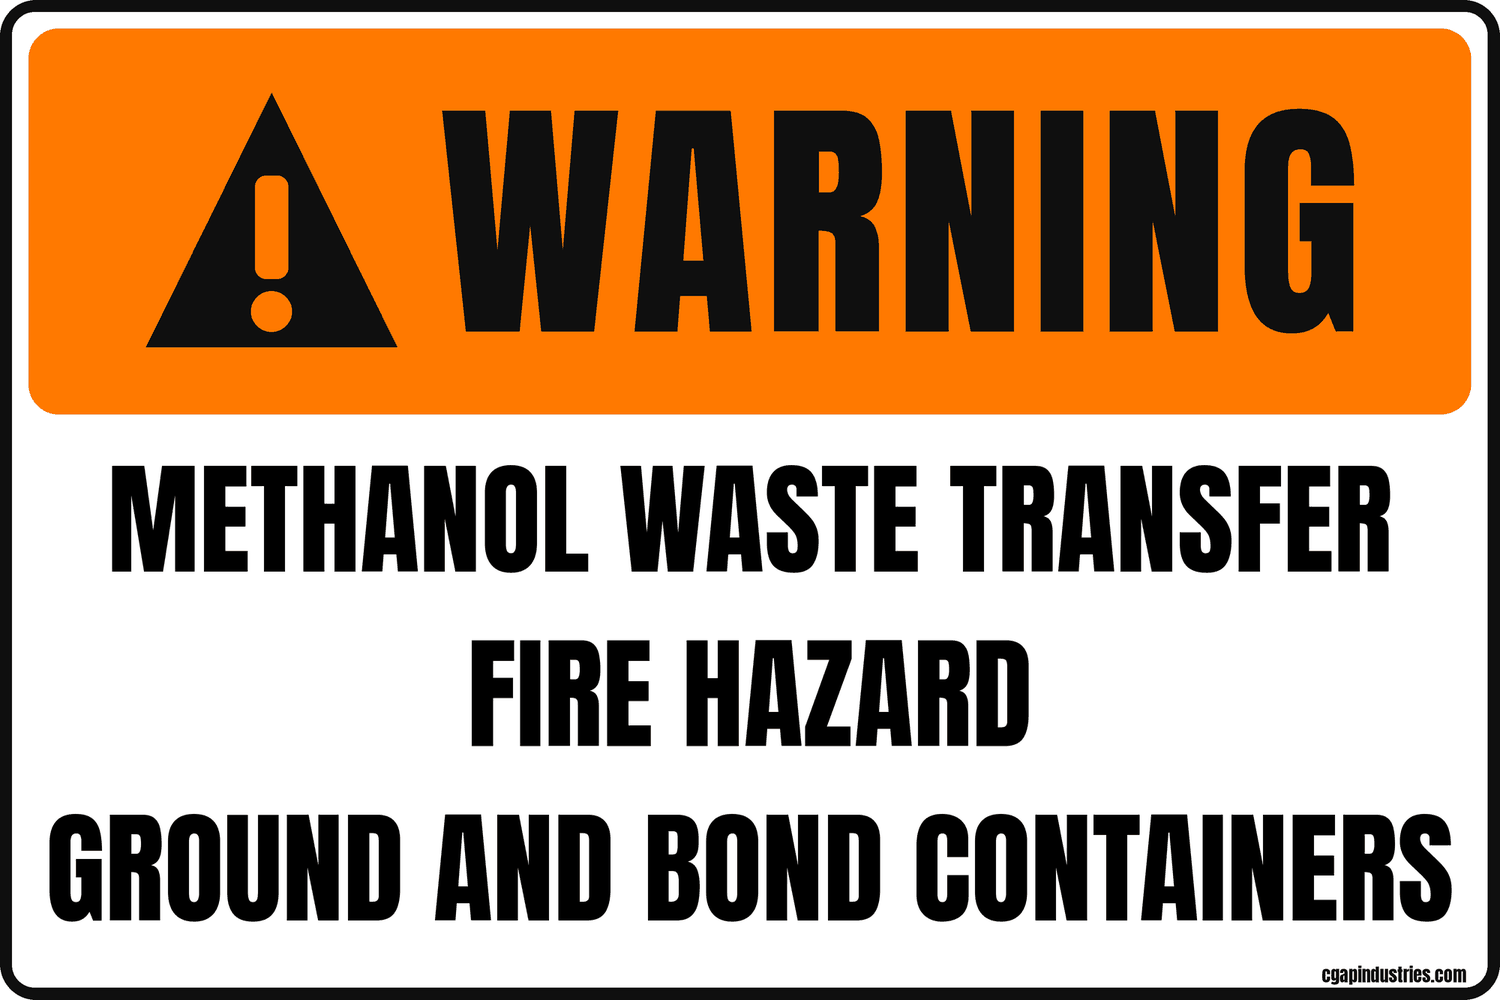 WARNING
METHANOL WASTE TRANSFER
FIRE HAZARD
GROUND AND BOND CONTAINERS
cgapindustries.com